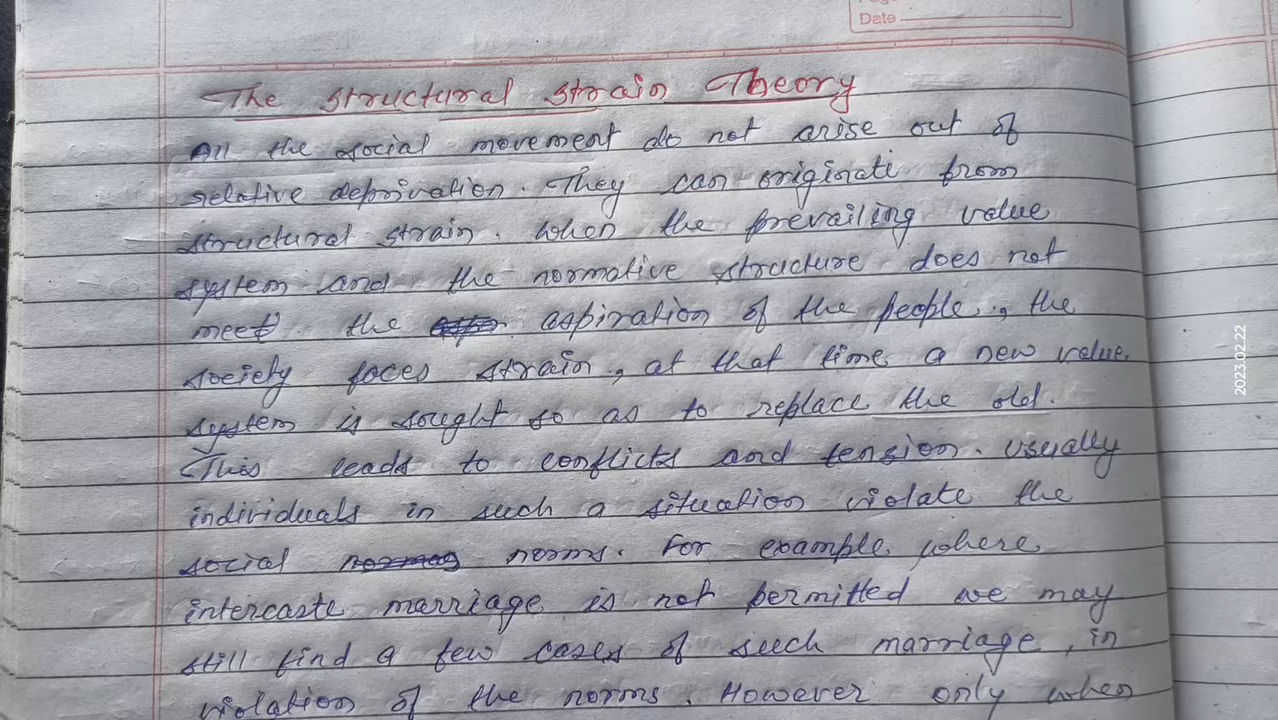 Date
The structural strain Theory
All the social movement do not arise out of
relative deprivation. They can originate from
structural strain. When the prevailing value
system and the normative structure does not
meet the aspiration of the people, the
society faces strain, at that time a new value
system is sought so as to replace the old.
This leads to conflicts and tension. Usually
individuals in such a situation violate the
social norms. For example, where
intercaste marriage is not permitted we may
still find a few cases of such marriage, in
violation of the norms. However only when
2023.02.22